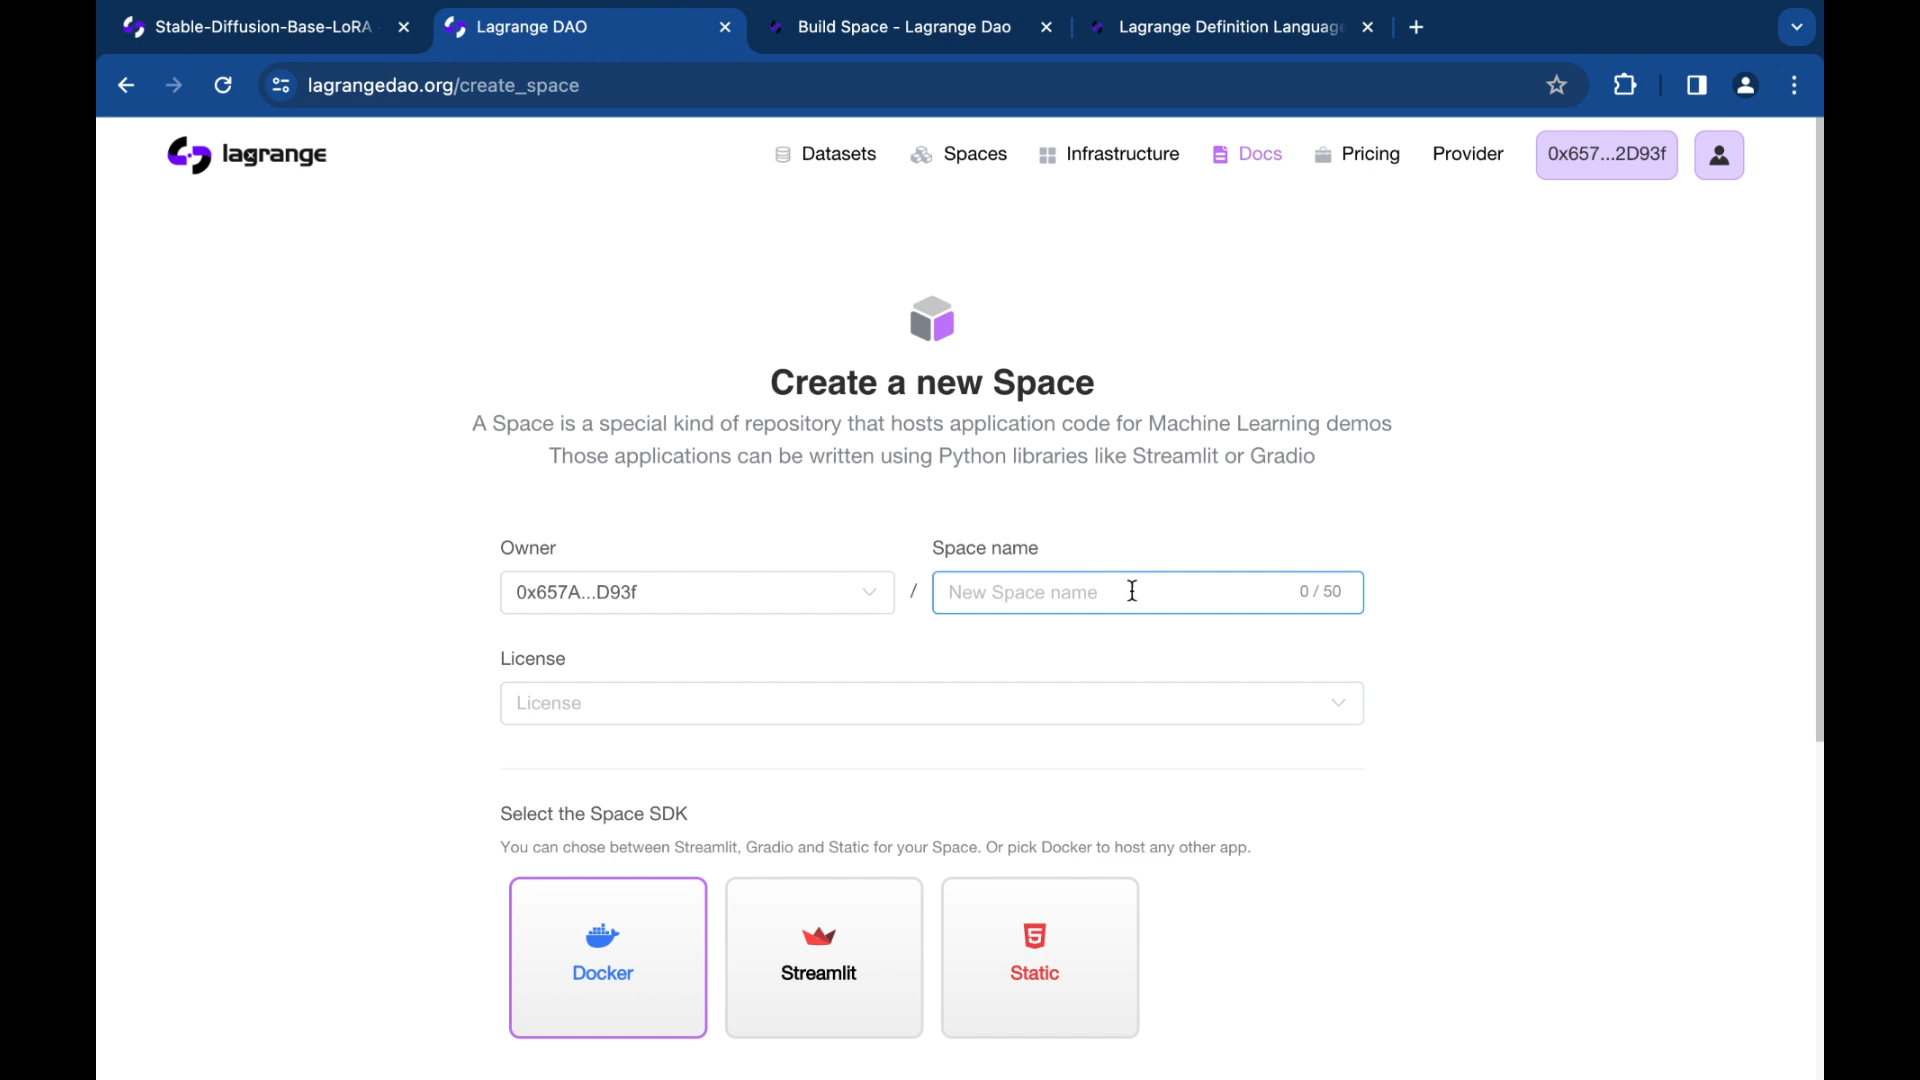 Stable-Diffusion-Base-LoRA
Lagrange DAO
Build Space - Lagrange Dao
Lagrange Definition Language
lagrangedao.org/create_space
lagrange
Datasets
Spaces
Infrastructure
Docs
Pricing
Provider
0x657...2D93f
Create a new Space
A Space is a special kind of repository that hosts application code for Machine Learning demos
Those applications can be written using Python libraries like Streamlit or Gradio
Owner
Space name
0x657A...D93f
/
New Space name
0 / 50
License
License
Select the Space SDK
You can chose between Streamlit, Gradio and Static for your Space. Or pick Docker to host any other app.
Docker
Streamlit
Static